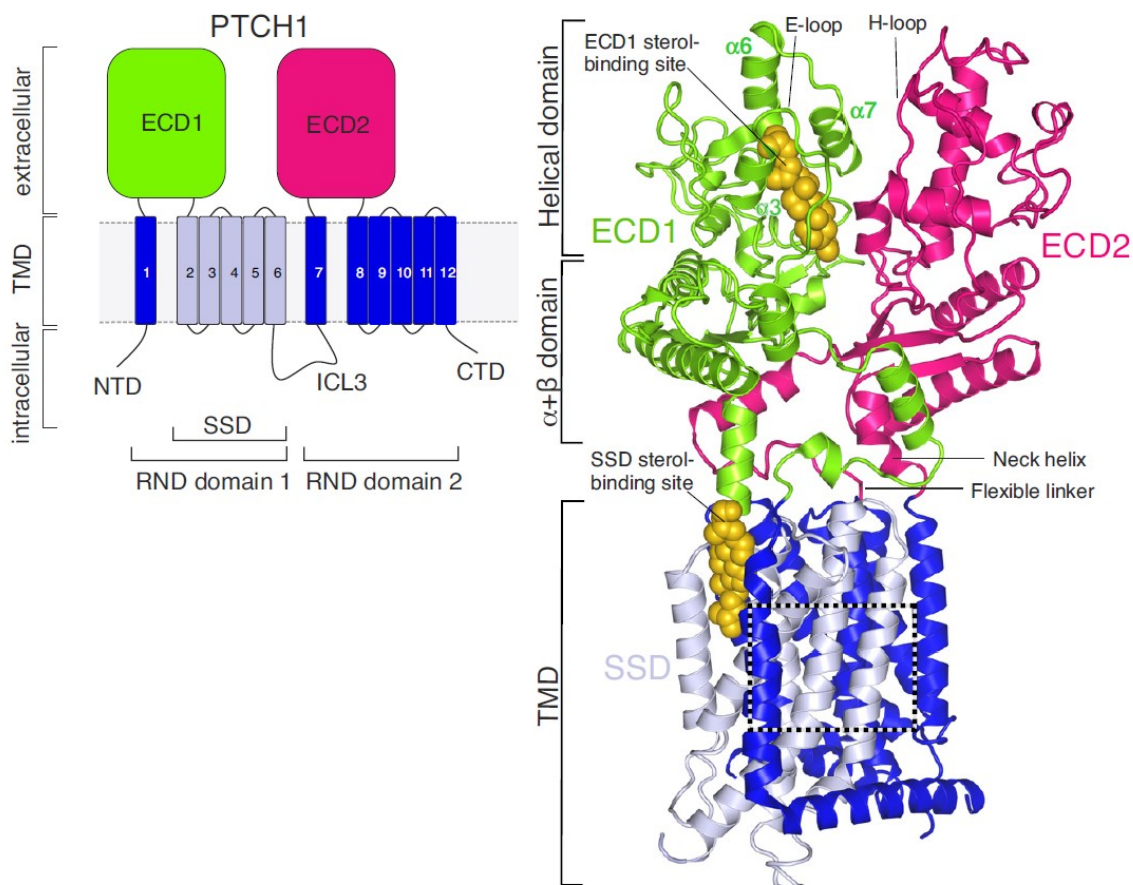 PTCH1
extracellular
TMD
intracellular
ECD1
ECD2
1
2
3
4
5
6
7
8
9
10
11
12
NTD
ICL3
CTD
SSD
RND domain 1
RND domain 2
Helical domain
α+β domain
TMD
ECD1 sterol-
binding site
α6
E-loop
H-loop
α7
α3
ECD1
ECD2
SSD sterol-
binding site
Neck helix
Flexible linker
SSD